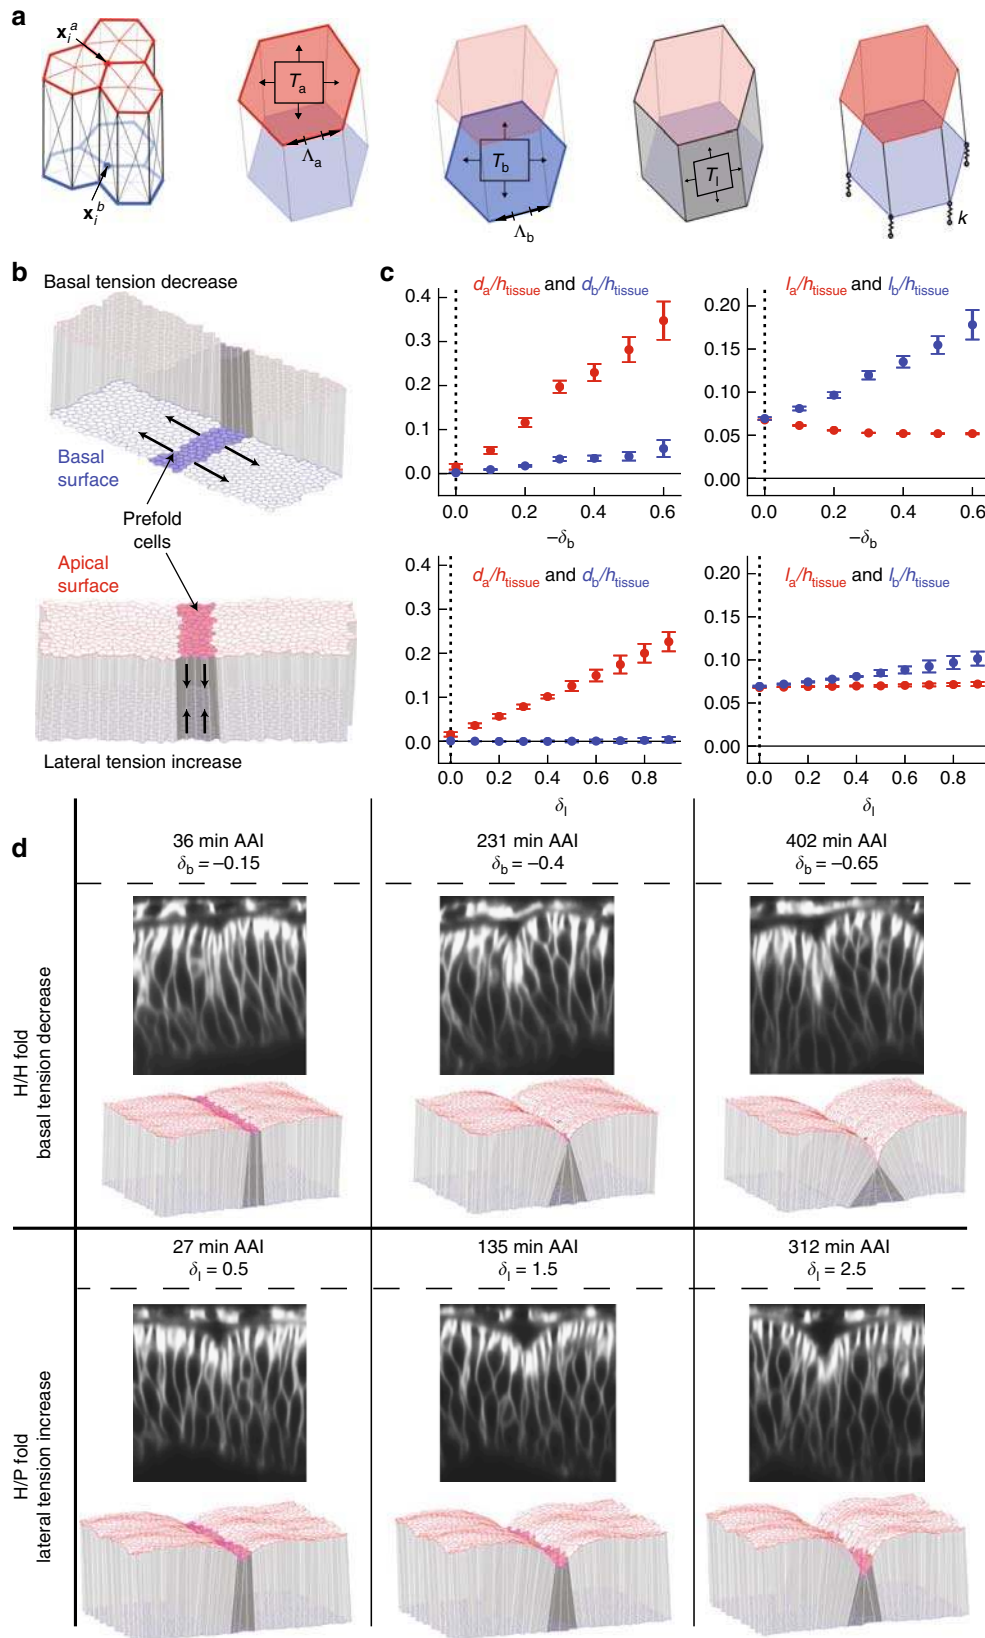 a
x_i^a
x_i^b
T_a
Λ_a
T_b
Λ_b
T_l
k
b
Basal tension decrease
Basal
surface
Prefold
cells
Apical
surface
Lateral tension increase
c
d_a/h_tissue and d_b/h_tissue
0.4
0.3
0.2
0.1
0.0
0.0 0.2 0.4 0.6
−δ_b
l_a/h_tissue and l_b/h_tissue
0.20
0.15
0.10
0.05
0.00
0.0 0.2 0.4 0.6
−δ_b
d_a/h_tissue and d_b/h_tissue
0.4
0.3
0.2
0.1
0.0
0.0 0.2 0.4 0.6 0.8
δ_l
l_a/h_tissue and l_b/h_tissue
0.20
0.15
0.10
0.05
0.00
0.0 0.2 0.4 0.6 0.8
δ_l
d
36 min AAI
δ_b = −0.15
231 min AAI
δ_b = −0.4
402 min AAI
δ_b = −0.65
H/H fold
basal tension decrease
27 min AAI
δ_l = 0.5
135 min AAI
δ_l = 1.5
312 min AAI
δ_l = 2.5
H/P fold
lateral tension increase